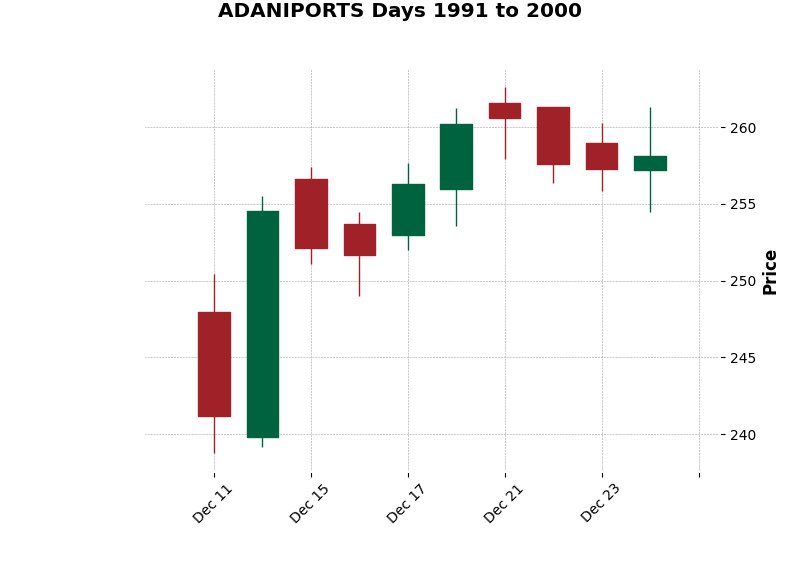 ADANIPORTS Days 1991 to 2000
260
255
250
245
240
Price
Dec 11
Dec 15
Dec 17
Dec 21
Dec 23